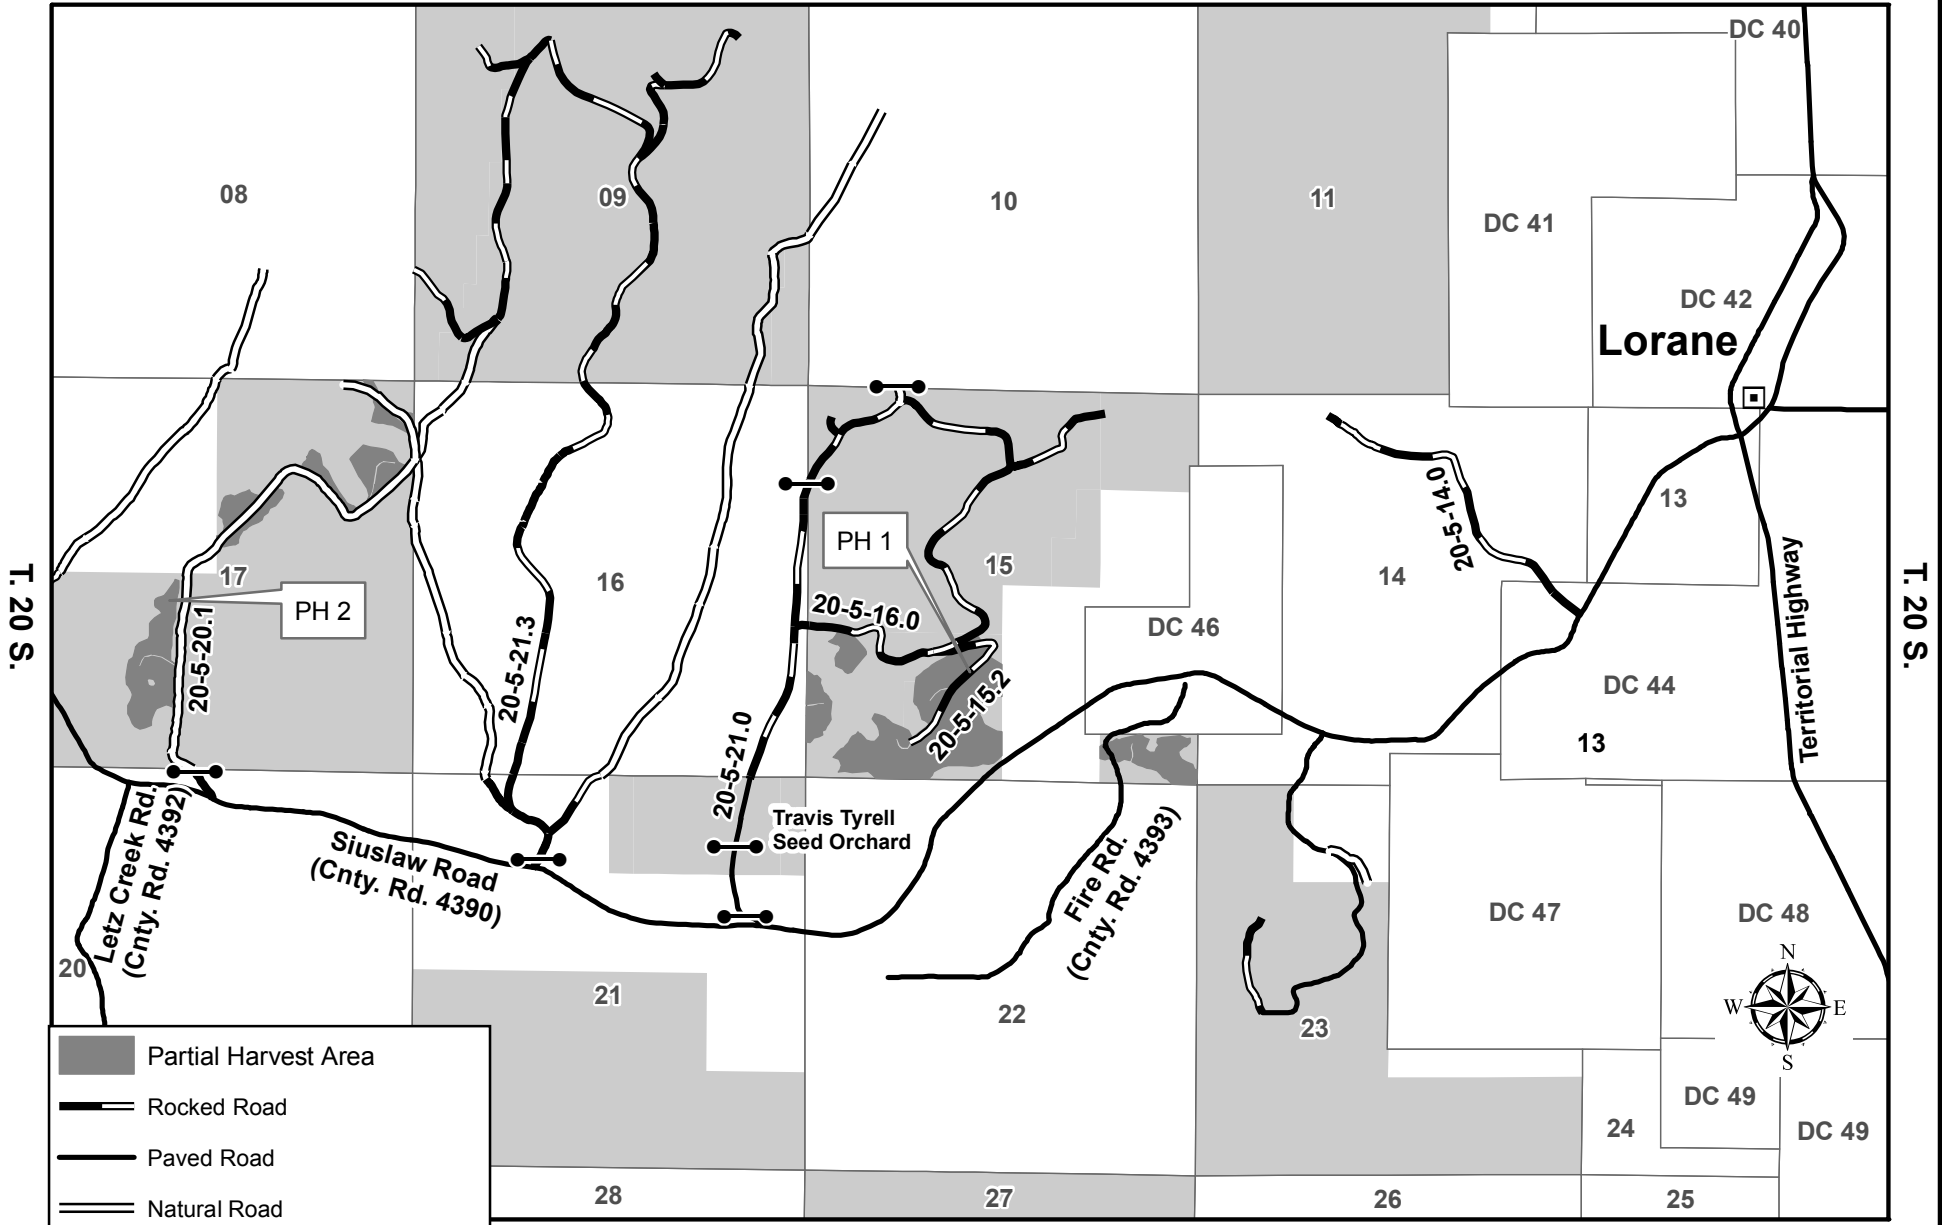 DC 40
08
09
10
11
DC 41
DC 42
Lorane
13
20-5-14.0
PH 1
15
14
17
16
PH 2
20-5-20.1
20-5-21.3
20-5-16.0
DC 46
T. 20 S.
T. 20 S.
Territorial Highway
DC 44
13
20-5-15.2
20-5-21.0
Travis Tyrell
Seed Orchard
Letz Creek Rd.
(Cnty. Rd. 4392)
Siuslaw Road
(Cnty. Rd. 4390)
Fire Rd.
(Cnty. Rd. 4393)
DC 47
DC 48
20
21
22
23
N
W
E
S
Partial Harvest Area
Rocked Road
Paved Road
Natural Road
DC 49
24
DC 49
28
27
26
25